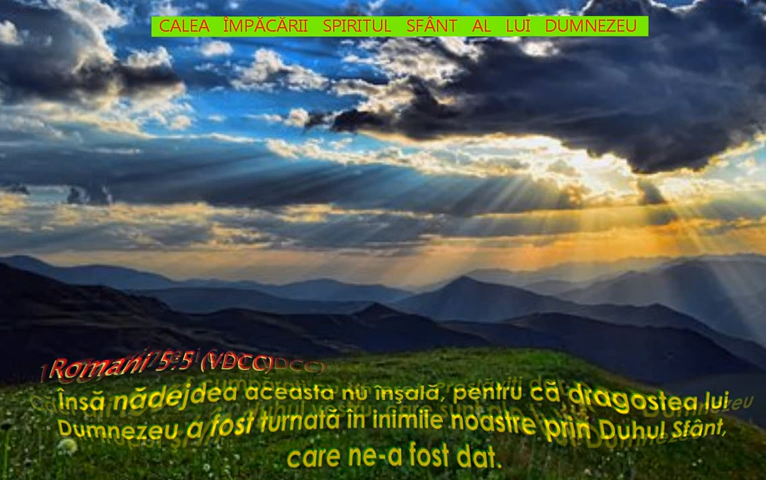 CALEA ÎMPĂCĂRII SPIRITUL SFÂNT AL LUI DUMNEZEU
Romani 5:5 (VDCC)
Însă nădejdea aceasta nu înşală, pentru că dragostea lui
Dumnezeu a fost turnată în inimile noastre prin Duhul Sfânt,
care ne-a fost dat.